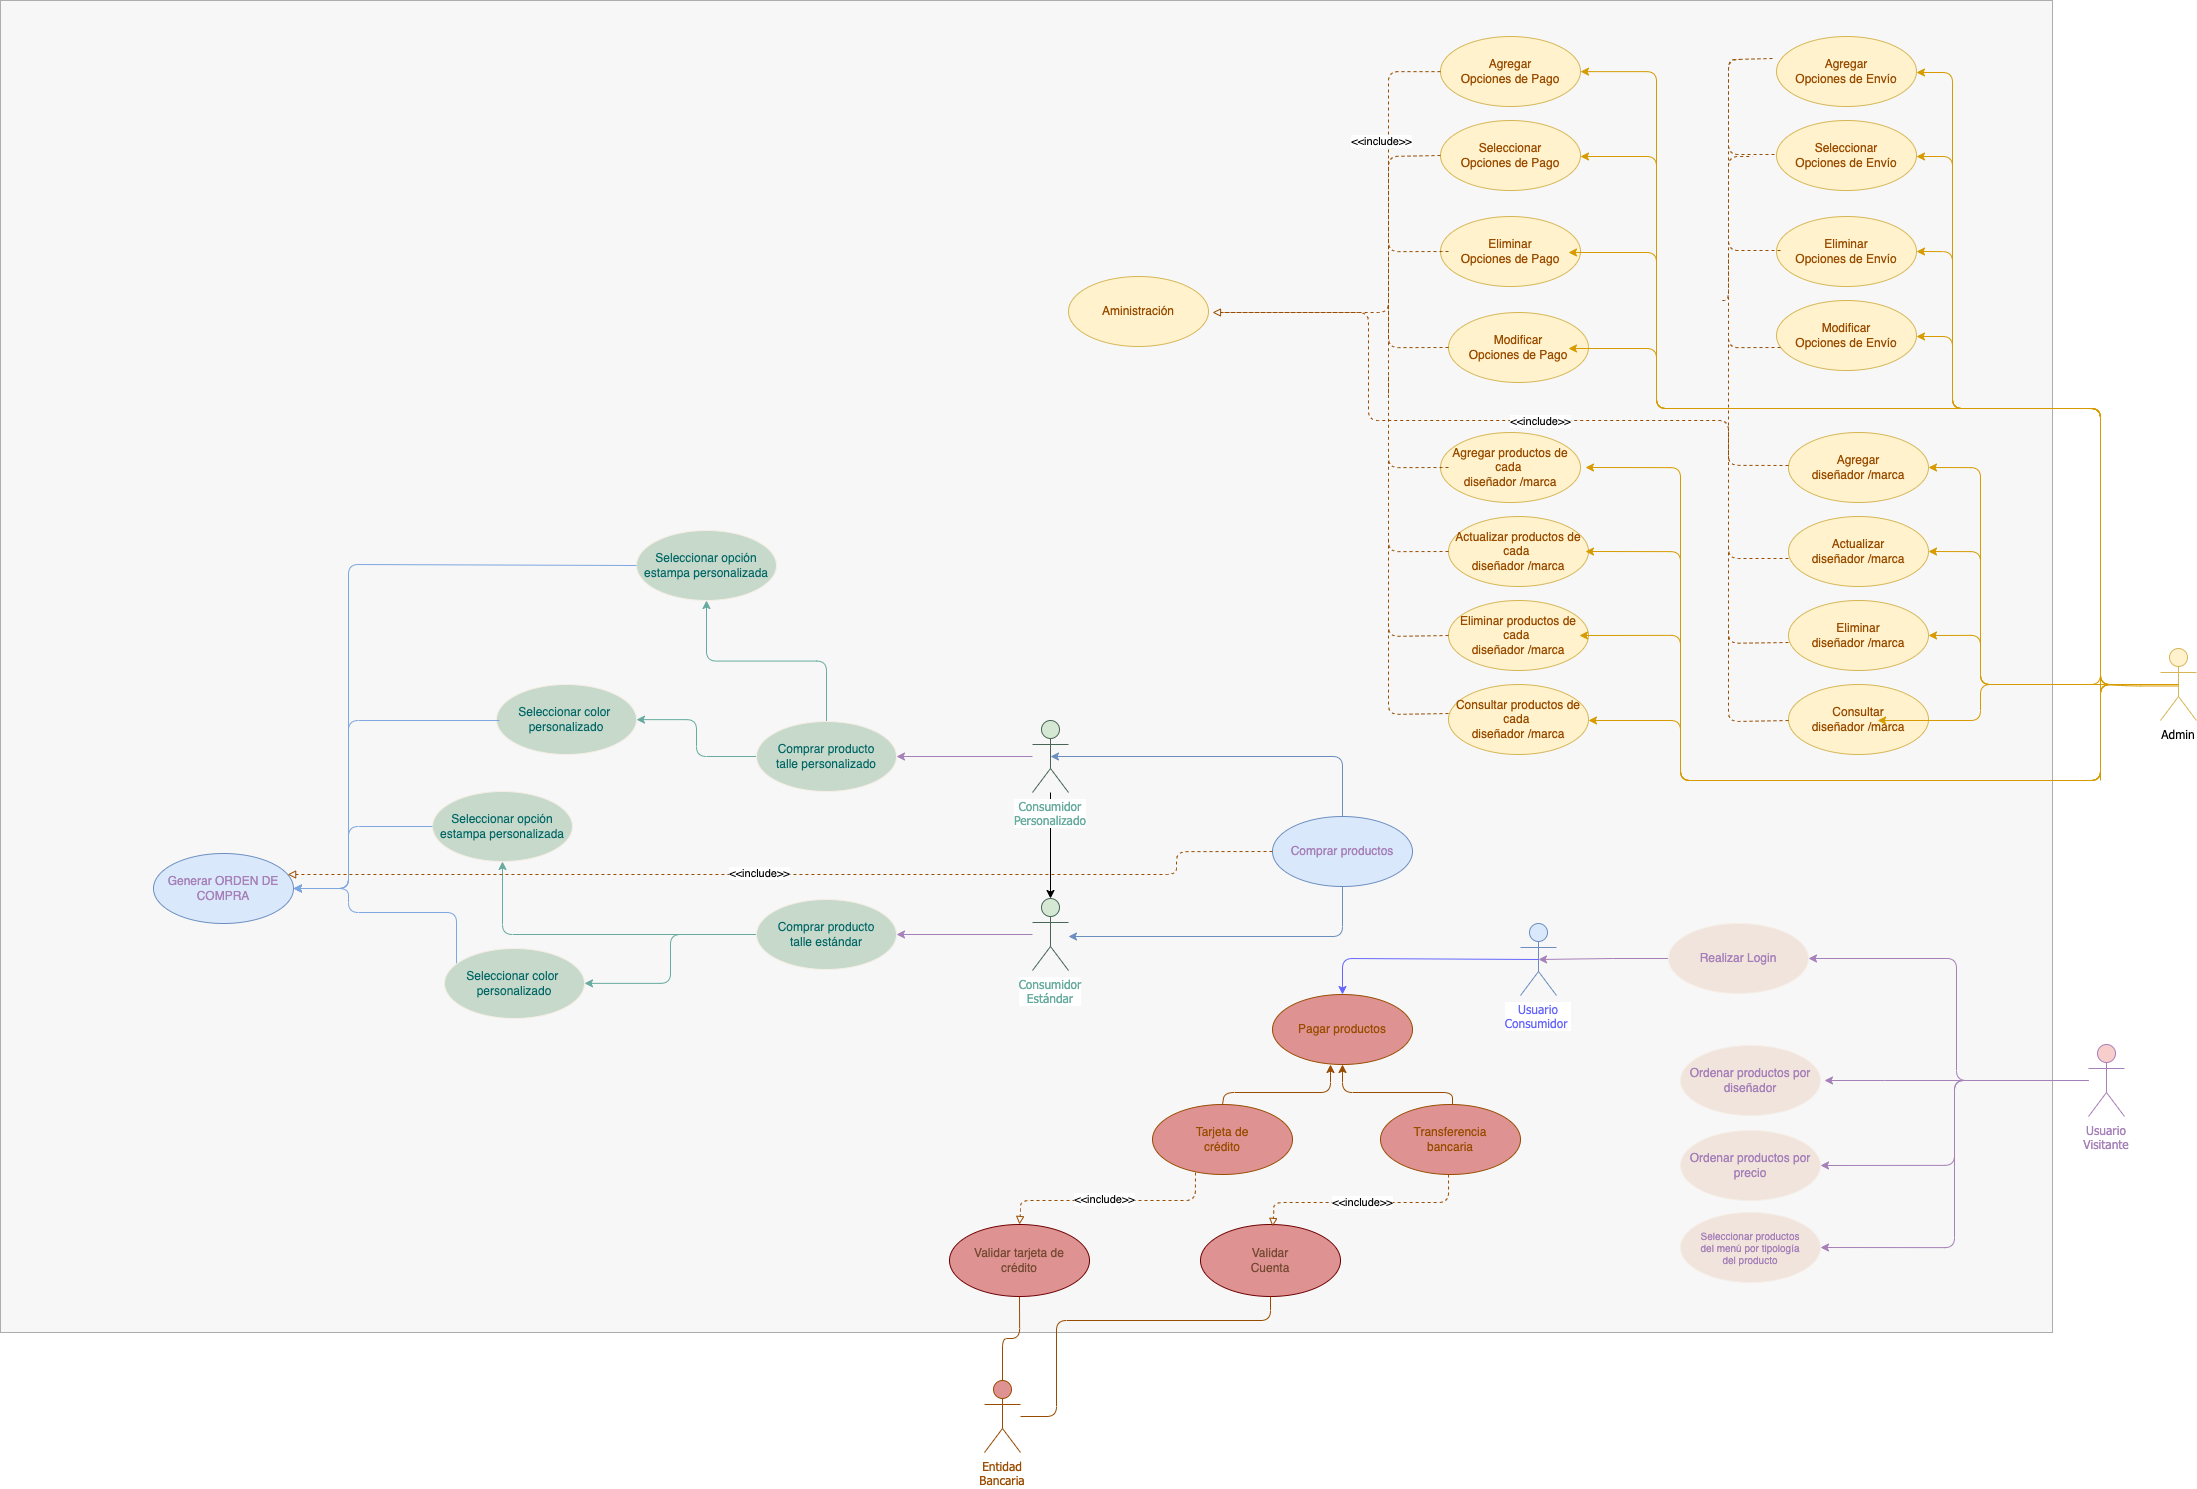 Agregar
Opciones de Pago
Agregar
Opciones de Envío
<<include>>
Seleccionar
Opciones de Pago
Seleccionar
Opciones de Envío
Eliminar
Opciones de Pago
Eliminar
Opciones de Envío
Aministración
Modificar
Opciones de Pago
Modificar
Opciones de Envío
<<include>>
Agregar productos de
cada
diseñador /marca
Agregar
diseñador /marca
Actualizar productos de
cada
diseñador /marca
Actualizar
diseñador /marca
Eliminar productos de
cada
diseñador /marca
Eliminar
diseñador /marca
Consultar productos de
cada
diseñador /marca
Consultar
diseñador /marca
Admin
Seleccionar opción
estampa personalizada
Seleccionar color
personalizado
Comprar producto
talle personalizado
Consumidor
Personalizado
Seleccionar opción
estampa personalizada
Comprar productos
Generar ORDEN DE
COMPRA
<<include>>
Comprar producto
talle estándar
Seleccionar color
personalizado
Consumidor
Estándar
Usuario
Consumidor
Realizar Login
Pagar productos
Ordenar productos por
diseñador
Usuario
Visitante
Tarjeta de
crédito
Transferencia
bancaria
Ordenar productos por
precio
<<include>>
<<include>>
Seleccionar productos
del menú por tipología
del producto
Validar tarjeta de
crédito
Validar
Cuenta
Entidad
Bancaria